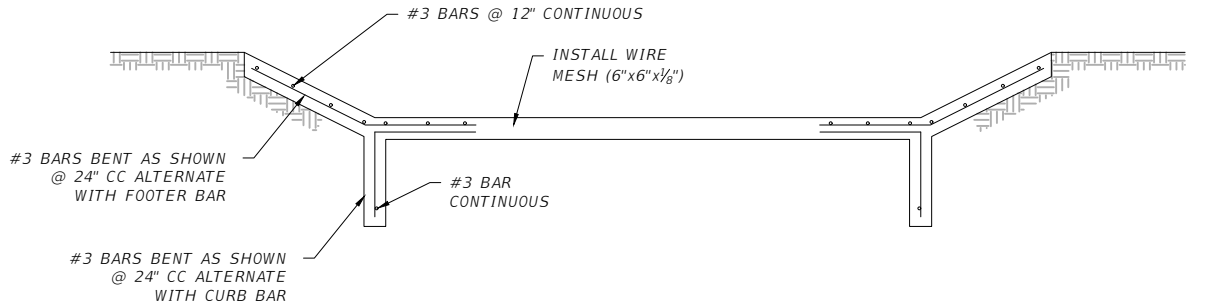 #3 BARS @ 12" CONTINUOUS
INSTALL WIRE
MESH (6"x6"x⅛")
#3 BARS BENT AS SHOWN
@ 24" CC ALTERNATE
WITH FOOTER BAR
#3 BAR
CONTINUOUS
#3 BARS BENT AS SHOWN
@ 24" CC ALTERNATE
WITH CURB BAR